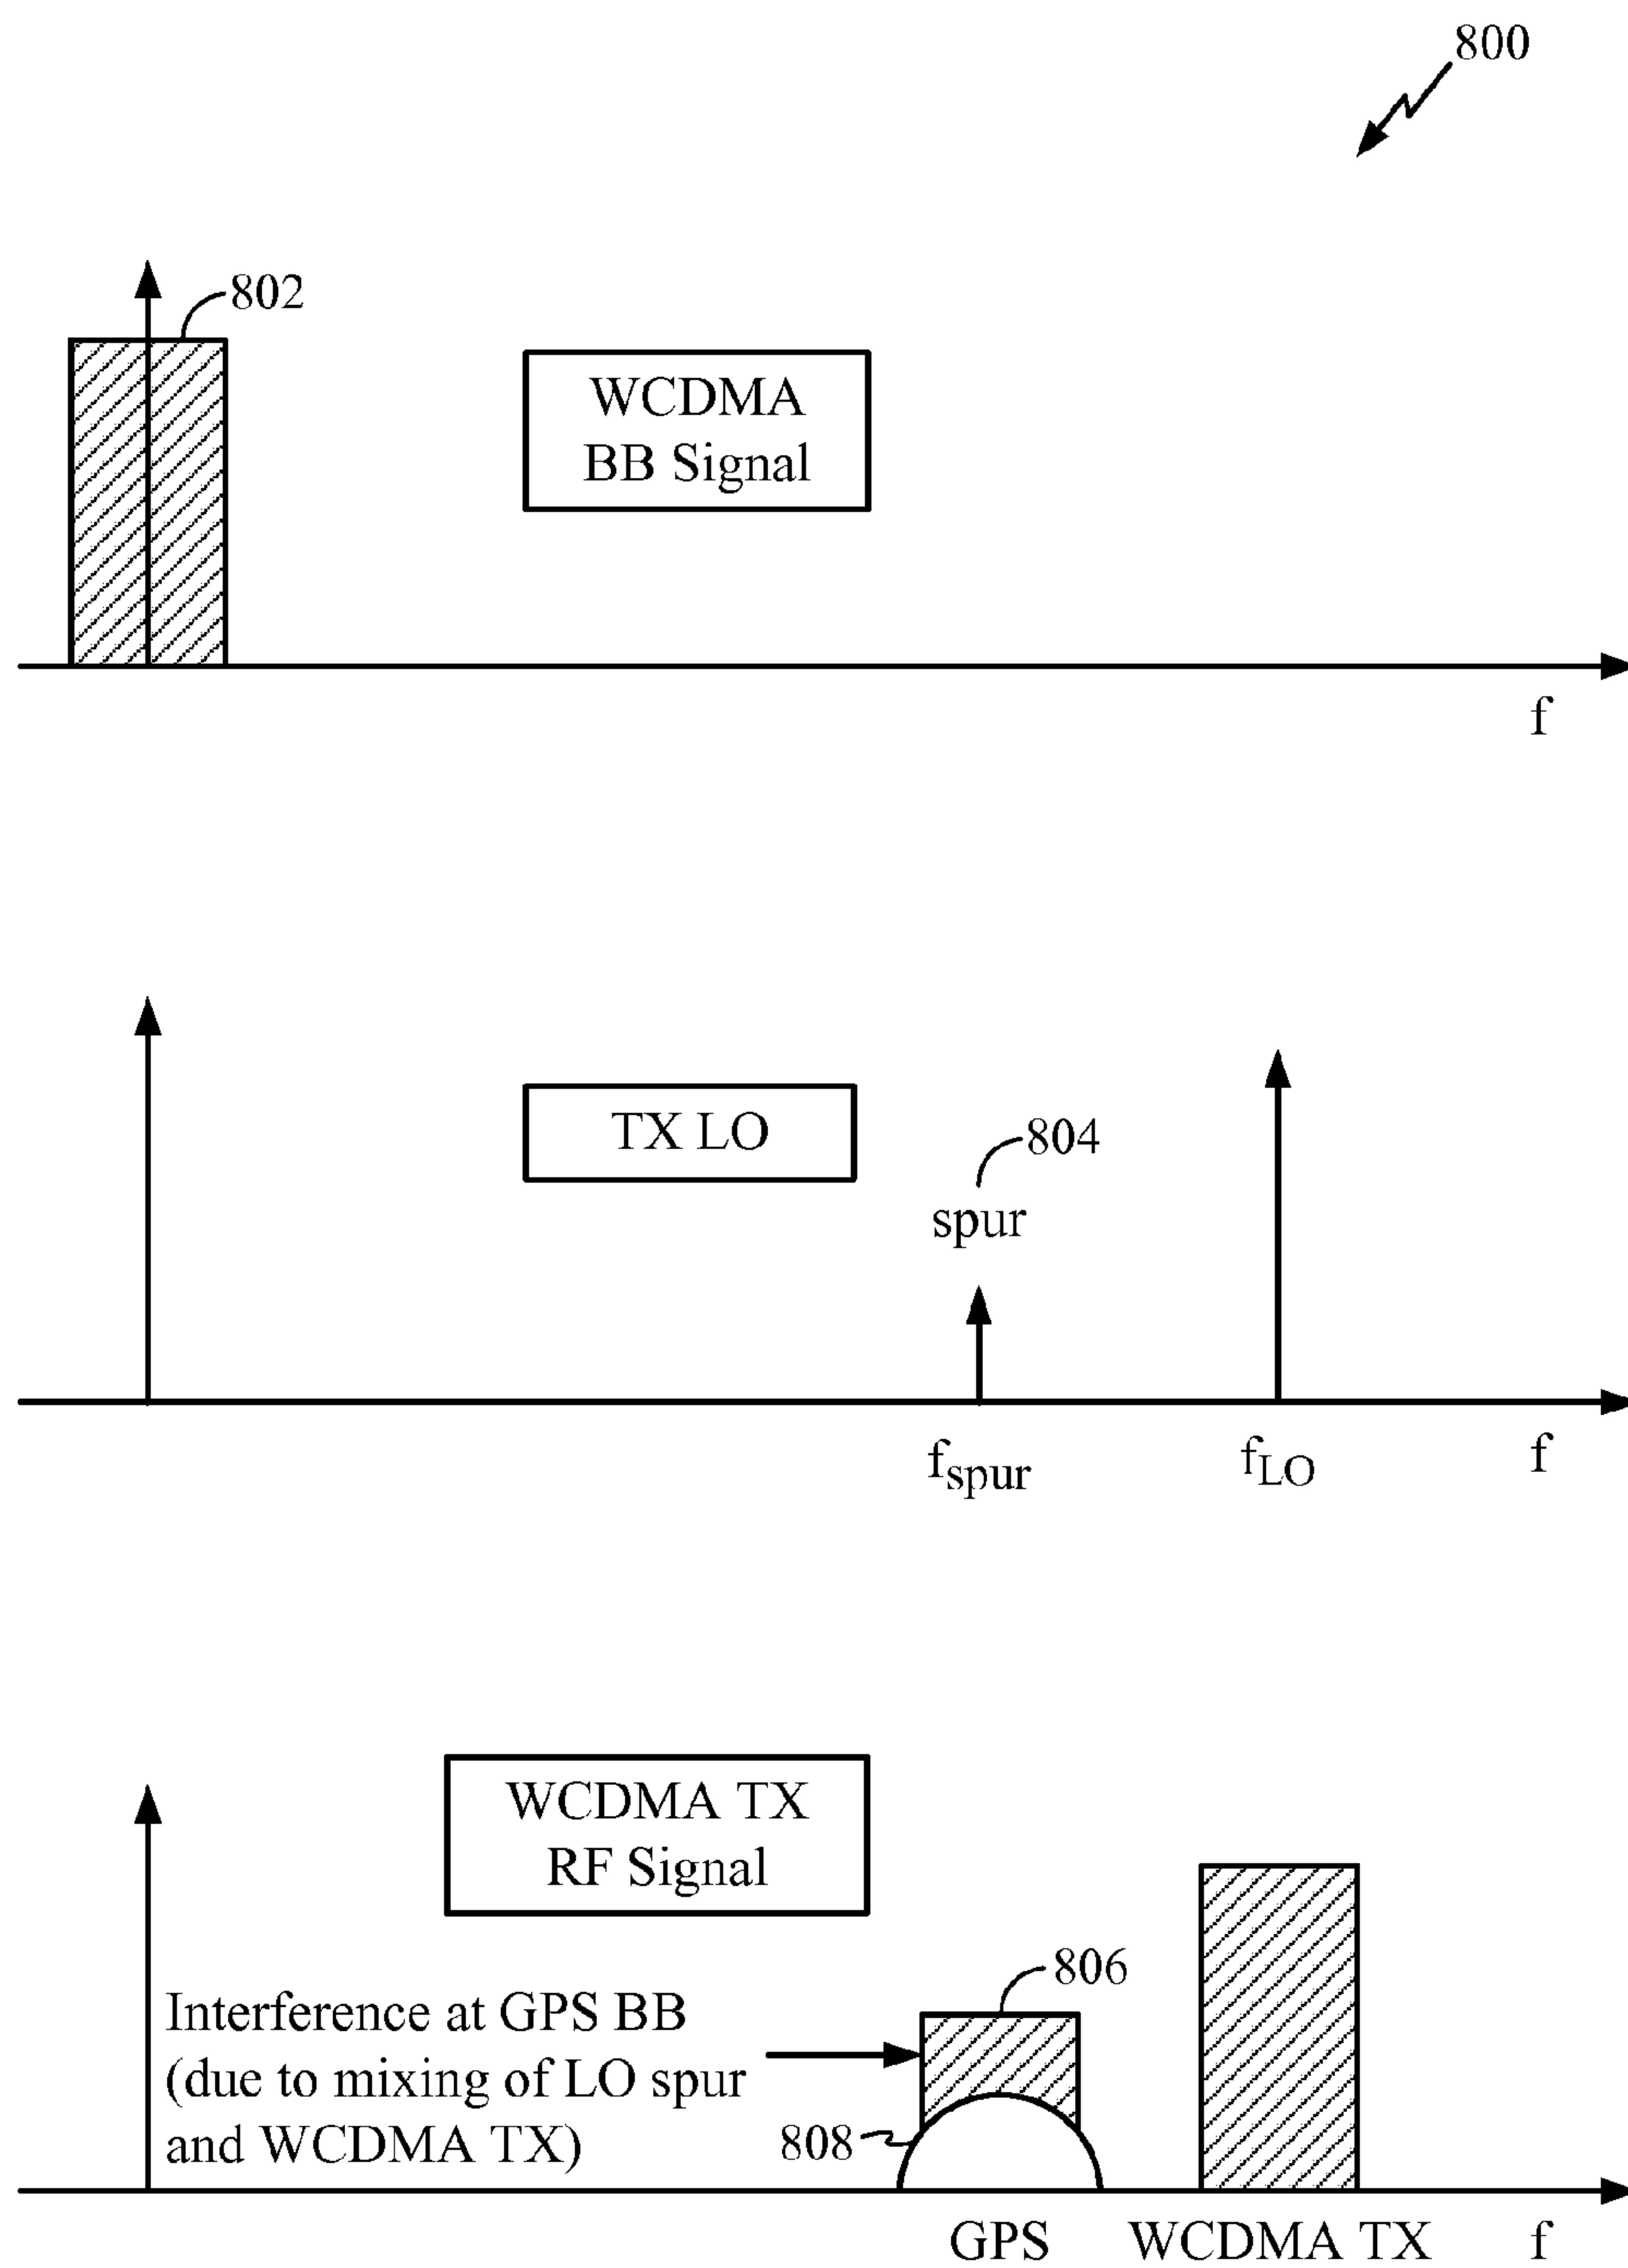 800
802
WCDMA
BB Signal
f
TX LO
804
spur
fspur
fLO
f
WCDMA TX
RF Signal
806
Interference at GPS BB
(due to mixing of LO spur
and WCDMA TX)
808
GPS
WCDMA TX
f